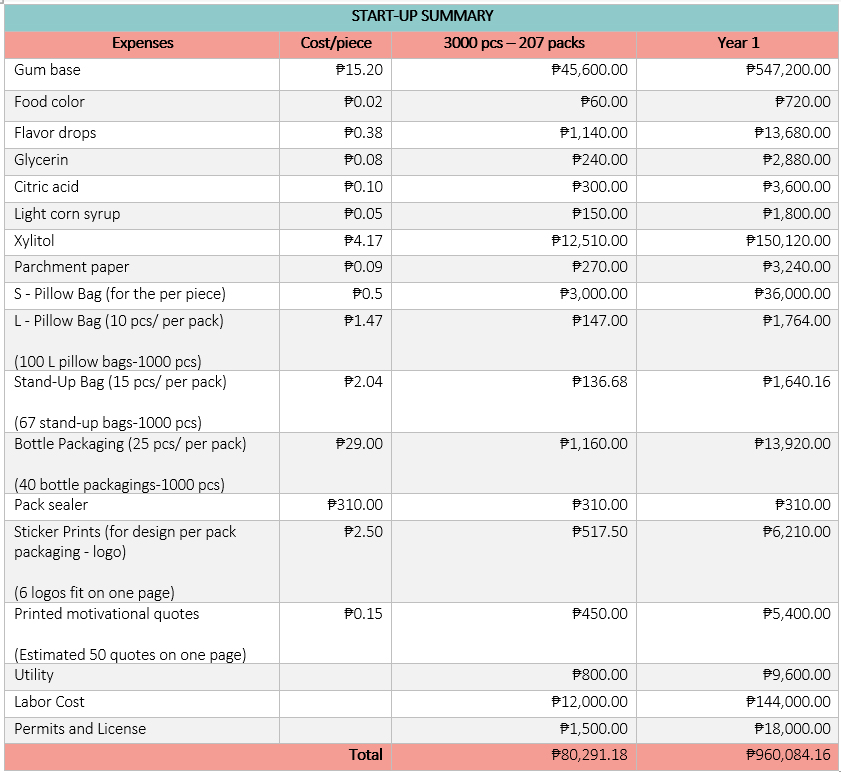 START-UP SUMMARY
Expenses Cost/piece 3000 pcs – 207 packs Year 1
Gum base ₱15.20 ₱45,600.00 ₱547,200.00
Food color ₱0.02 ₱60.00 ₱720.00
Flavor drops ₱0.38 ₱1,140.00 ₱13,680.00
Glycerin ₱0.08 ₱240.00 ₱2,880.00
Citric acid ₱0.10 ₱300.00 ₱3,600.00
Light corn syrup ₱0.05 ₱150.00 ₱1,800.00
Xylitol ₱4.17 ₱12,510.00 ₱150,120.00
Parchment paper ₱0.09 ₱270.00 ₱3,240.00
S - Pillow Bag (for the per piece) ₱0.5 ₱3,000.00 ₱36,000.00
L - Pillow Bag (10 pcs/ per pack) ₱1.47 ₱147.00 ₱1,764.00
(100 L pillow bags-1000 pcs)
Stand-Up Bag (15 pcs/ per pack) ₱2.04 ₱136.68 ₱1,640.16
(67 stand-up bags-1000 pcs)
Bottle Packaging (25 pcs/ per pack) ₱29.00 ₱1,160.00 ₱13,920.00
(40 bottle packagings-1000 pcs)
Pack sealer ₱310.00 ₱310.00 ₱310.00
Sticker Prints (for design per pack ₱2.50 ₱517.50 ₱6,210.00
packaging - logo)
(6 logos fit on one page)
Printed motivational quotes ₱0.15 ₱450.00 ₱5,400.00
(Estimated 50 quotes on one page)
Utility ₱800.00 ₱9,600.00
Labor Cost ₱12,000.00 ₱144,000.00
Permits and License ₱1,500.00 ₱18,000.00
Total ₱80,291.18 ₱960,084.16